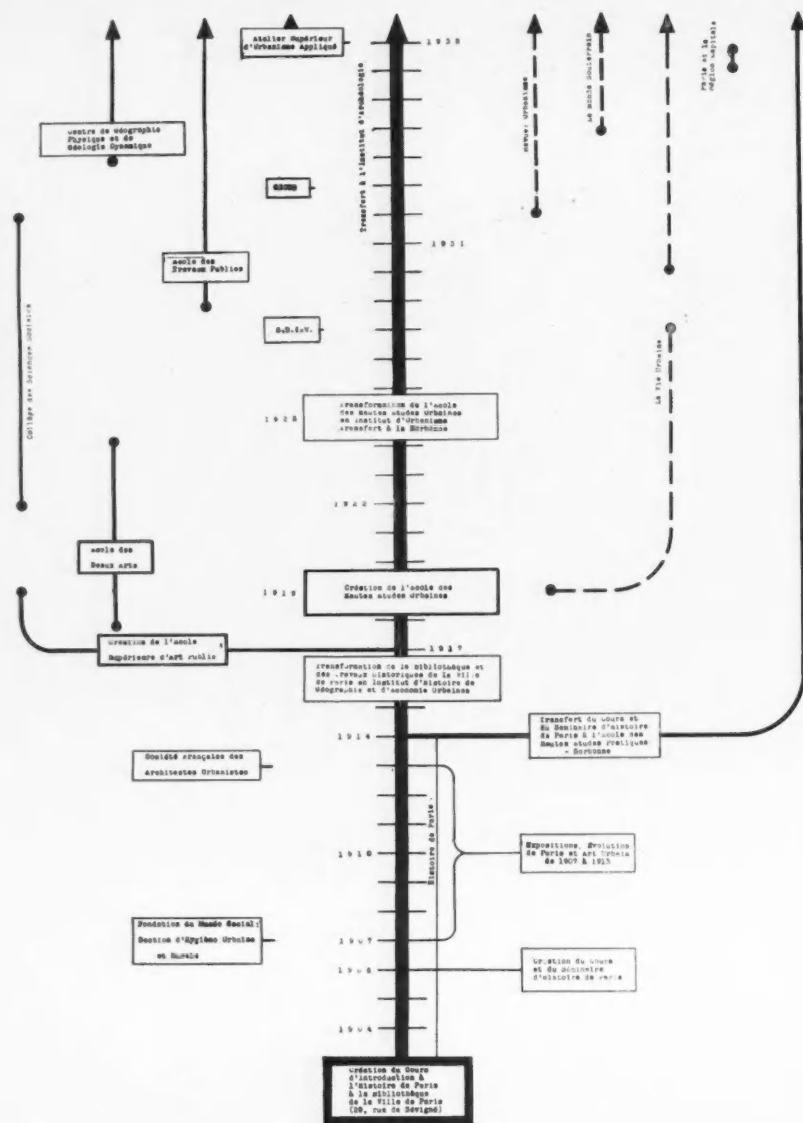 Atelier Supérieur
d'Urbanisme Appliqué
1938
Transfert à l'Institut d'Archéologie
Revue: Urbanisme
Le Monde Souterrain
Paris et la
Région Capitale
Centre de Géographie
Physique et de
Géologie Dynamique
1931
Ecole des
Travaux Publics
Collège des Sciences Sociales
La Vie Urbaine
Transformation de l'Ecole
des Hautes Etudes Urbaines
en Institut d'Urbanisme
Transfert à la Sorbonne
1922
Ecole des
Beaux Arts
1919
Création de l'Ecole des
Hautes Etudes Urbaines
Création de l'Ecole
Supérieure d'Art Public
1917
Transformation de la Bibliothèque et
des Travaux Historiques de la Ville
de Paris en Institut d'Histoire de
Géographie et d'Economie Urbaines
1914
Transfert du Cours et
du Séminaire d'histoire
de Paris à l'Ecole des
Hautes Etudes Pratiques
- Sorbonne
Société Française des
Architectes Urbanistes
Histoire de Paris
1910
Expositions, Evolution
de Paris et Art Urbain
de 1907 à 1913
Fondation du Musée Social:
Section d'Hygiène Urbaine
et Rurale
1907
Création du Cours
et du Séminaire
d'histoire de Paris
Création du Cours
d'introduction à
l'Histoire de Paris
à la bibliothèque
de la Ville de Paris
(29, rue de Sévigné)